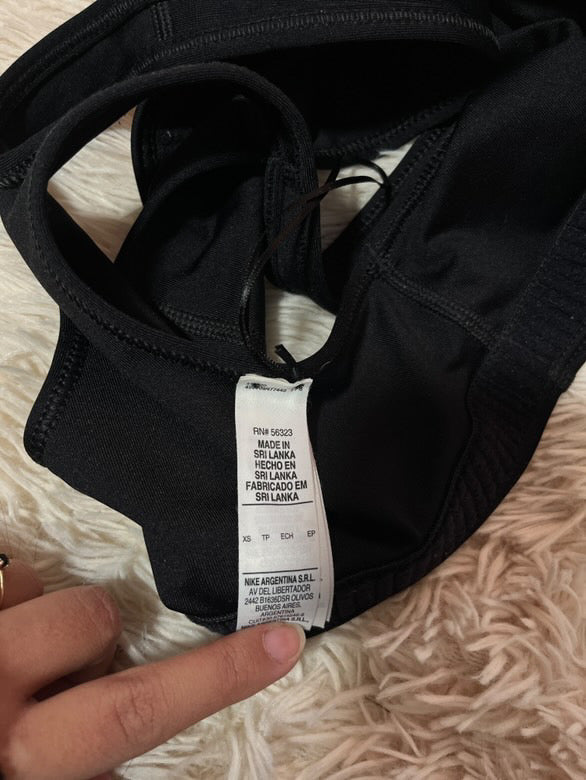 RN# 56323
MADE IN
SRI LANKA
HECHO EN
SRI LANKA
FABRICADO EM
SRI LANKA
XS TP ECH EP
NIKE ARGENTINA S.R.L.
AV DEL LIBERTADOR
2442 B1636DSR OLIVOS
BUENOS AIRES,
ARGENTINA